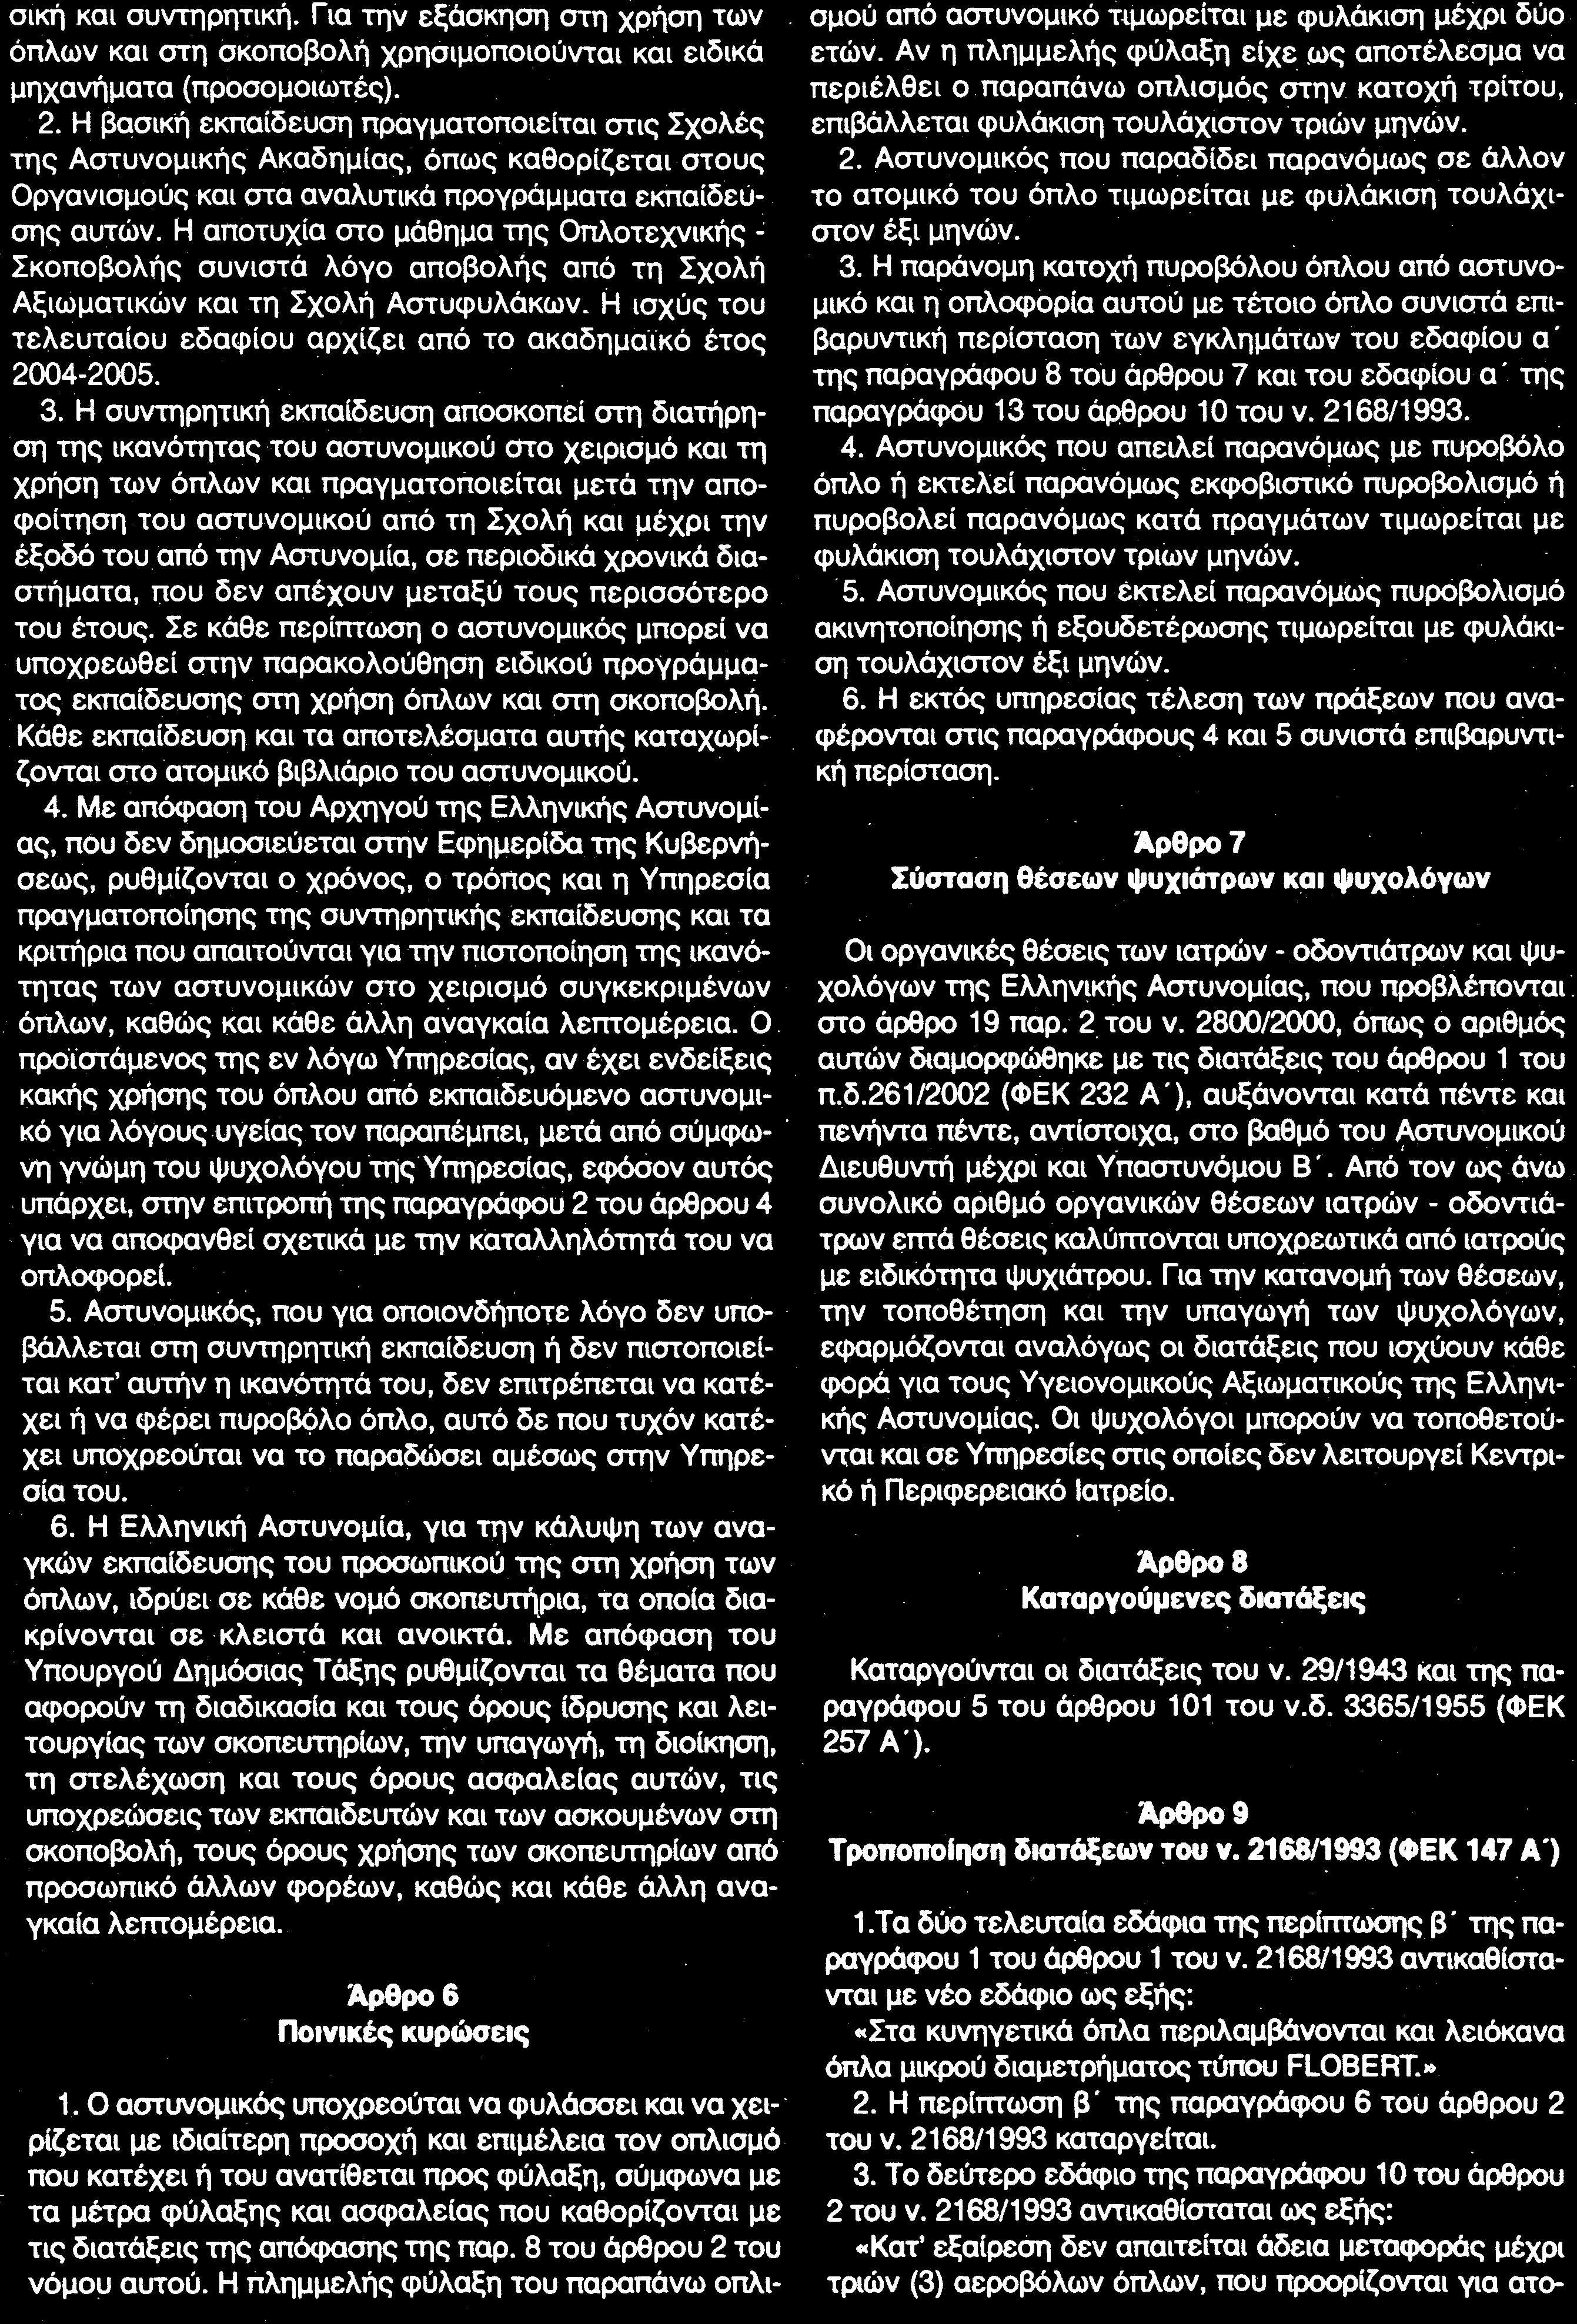 σική και συντηρητική. Για την εξάσκηση στη χρήση των
όπλων και στη σκοποβολή χρησιμοποιούνται και ειδικά
μηχανήματα (προσομοιωτές).
2. Η βασική εκπαίδευση πραγματοποιείται στις Σχολές
της Αστυνομικής Ακαδημίας, όπως καθορίζεται στους
Οργανισμούς και στα αναλυτικά προγράμματα εκπαίδευ-
σης αυτών. Η αποτυχία στο μάθημα της Οπλοτεχνικής -
Σκοποβολής συνιστά λόγο αποβολής από τη Σχολή
Αξιωματικών και τη Σχολή Αστυφυλάκων. Η ισχύς του
τελευταίου εδαφίου αρχίζει από το ακαδημαϊκό έτος
2004-2005.
3. Η συντηρητική εκπαίδευση αποσκοπεί στη διατήρη-
ση της ικανότητας του αστυνομικού στο χειρισμό και τη
χρήση των όπλων και πραγματοποιείται μετά την απο-
φοίτηση του αστυνομικού από τη Σχολή και μέχρι την
έξοδό του από την Αστυνομία, σε περιοδικά χρονικά δια-
στήματα, που δεν απέχουν μεταξύ τους περισσότερο
του έτους. Σε κάθε περίπτωση ο αστυνομικός μπορεί να
υποχρεωθεί στην παρακολούθηση ειδικού προγράμμα-
τος εκπαίδευσης στη χρήση όπλων και στη σκοποβολή.
Κάθε εκπαίδευση και τα αποτελέσματα αυτής καταχωρί-
ζονται στο ατομικό βιβλιάριο του αστυνομικού.
4. Με απόφαση του Αρχηγού της Ελληνικής Αστυνομί-
ας, που δεν δημοσιεύεται στην Εφημερίδα της Κυβερνή-
σεως, ρυθμίζονται ο χρόνος, ο τρόπος και η Υπηρεσία
πραγματοποίησης της συντηρητικής εκπαίδευσης και τα
κριτήρια που απαιτούνται για την πιστοποίηση της ικανό-
τητας των αστυνομικών στο χειρισμό συγκεκριμένων
όπλων, καθώς και κάθε άλλη αναγκαία λεπτομέρεια. Ο
προϊστάμενος της εν λόγω Υπηρεσίας, αν έχει ενδείξεις
κακής χρήσης του όπλου από εκπαιδευόμενο αστυνομι-
κό για λόγους υγείας τον παραπέμπει, μετά από σύμφω-
νη γνώμη του ψυχολόγου της Υπηρεσίας, εφόσον αυτός
υπάρχει, στην επιτροπή της παραγράφου 2 του άρθρου 4
για να αποφανθεί σχετικά με την καταλληλότητά του να
οπλοφορεί.
5. Αστυνομικός, που για οποιονδήποτε λόγο δεν υπο-
βάλλεται στη συντηρητική εκπαίδευση ή δεν πιστοποιεί-
ται κατ' αυτήν η ικανότητά του, δεν επιτρέπεται να κατέ-
χει ή να φέρει πυροβόλο όπλο, αυτό δε που τυχόν κατέ-
χει υποχρεούται να το παραδώσει αμέσως στην Υπηρε-
σία του.
6. Η Ελληνική Αστυνομία, για την κάλυψη των ανα-
γκών εκπαίδευσης του προσωπικού της στη χρήση των
όπλων, ιδρύει σε κάθε νομό σκοπευτήρια, τα οποία δια-
κρίνονται σε κλειστά και ανοικτά. Με απόφαση του
Υπουργού Δημόσιας Τάξης ρυθμίζονται τα θέματα που
αφορούν τη διαδικασία και τους όρους ίδρυσης και λει-
τουργίας των σκοπευτηρίων, την υπαγωγή, τη διοίκηση,
τη στελέχωση και τους όρους ασφαλείας αυτών, τις
υποχρεώσεις των εκπαιδευτών και των ασκουμένων στη
σκοποβολή, τους όρους χρήσης των σκοπευτηρίων από
προσωπικό άλλων φορέων, καθώς και κάθε άλλη ανα-
γκαία λεπτομέρεια.
Άρθρο 6
Ποινικές κυρώσεις
1. Ο αστυνομικός υποχρεούται να φυλάσσει και να χει-
ρίζεται με ιδιαίτερη προσοχή και επιμέλεια τον οπλισμό
που κατέχει ή του ανατίθεται προς φύλαξη, σύμφωνα με
τα μέτρα φύλαξης και ασφαλείας που καθορίζονται με
τις διατάξεις της απόφασης της παρ. 8 του άρθρου 2 του
νόμου αυτού. Η πλημμελής φύλαξη του παραπάνω οπλι-
σμού από αστυνομικό τιμωρείται με φυλάκιση μέχρι δύο
ετών. Αν η πλημμελής φύλαξη είχε ως αποτέλεσμα να
περιέλθει ο παραπάνω οπλισμός στην κατοχή τρίτου,
επιβάλλεται φυλάκιση τουλάχιστον τριών μηνών.
2. Αστυνομικός που παραδίδει παρανόμως σε άλλον
το ατομικό του όπλο τιμωρείται με φυλάκιση τουλάχι-
στον έξι μηνών.
3. Η παράνομη κατοχή πυροβόλου όπλου από αστυνο-
μικό και η οπλοφορία αυτού με τέτοιο όπλο συνιστά επι-
βαρυντική περίσταση των εγκλημάτων του εδαφίου α΄
της παραγράφου 8 του άρθρου 7 και του εδαφίου α΄ της
παραγράφου 13 του άρθρου 10 του ν. 2168/1993.
4. Αστυνομικός που απειλεί παρανόμως με πυροβόλο
όπλο ή εκτελεί παρανόμως εκφοβιστικό πυροβολισμό ή
πυροβολεί παρανόμως κατά πραγμάτων τιμωρείται με
φυλάκιση τουλάχιστον τριων μηνών.
5. Αστυνομικός που εκτελεί παρανόμως πυροβολισμό
ακινητοποίησης ή εξουδετέρωσης τιμωρείται με φυλάκι-
ση τουλάχιστον έξι μηνών.
6. Η εκτός υπηρεσίας τέλεση των πράξεων που ανα-
φέρονται στις παραγράφους 4 και 5 συνιστά επιβαρυντι-
κή περίσταση.
Άρθρο 7
Σύσταση θέσεων ψυχιάτρων και ψυχολόγων
Οι οργανικές θέσεις των ιατρών - οδοντιάτρων και ψυ-
χολόγων της Ελληνικής Αστυνομίας, που προβλέπονται
στο άρθρο 19 παρ. 2 του ν. 2800/2000, όπως ο αριθμός
αυτών διαμορφώθηκε με τις διατάξεις του άρθρου 1 του
π.δ.261/2002 (ΦΕΚ 232 Α΄), αυξάνονται κατά πέντε και
πενήντα πέντε, αντίστοιχα, στο βαθμό του Αστυνομικού
Διευθυντή μέχρι και Υπαστυνόμου Β΄. Από τον ως άνω
συνολικό αριθμό οργανικών θέσεων ιατρών - οδοντιά-
τρων επτά θέσεις καλύπτονται υποχρεωτικά από ιατρούς
με ειδικότητα ψυχιάτρου. Για την κατανομή των θέσεων,
την τοποθέτηση και την υπαγωγή των ψυχολόγων,
εφαρμόζονται αναλόγως οι διατάξεις που ισχύουν κάθε
φορά για τους Υγειονομικούς Αξιωματικούς της Ελληνι-
κής Αστυνομίας. Οι ψυχολόγοι μπορούν να τοποθετού-
νται και σε Υπηρεσίες στις οποίες δεν λειτουργεί Κεντρι-
κό ή Περιφερειακό Ιατρείο.
Άρθρο 8
Καταργούμενες διατάξεις
Καταργούνται οι διατάξεις του ν. 29/1943 και της πα-
ραγράφου 5 του άρθρου 101 του ν.δ. 3365/1955 (ΦΕΚ
257 Α΄).
Άρθρο 9
Τροποποίηση διατάξεων του ν. 2168/1993 (ΦΕΚ 147 Α΄)
1.Τα δύο τελευταία εδάφια της περίπτωσης β΄ της πα-
ραγράφου 1 του άρθρου 1 του ν. 2168/1993 αντικαθίστα-
νται με νέο εδάφιο ως εξής:
«Στα κυνηγετικά όπλα περιλαμβάνονται και λειόκανα
όπλα μικρού διαμετρήματος τύπου FLOBERT.»
2. Η περίπτωση β΄ της παραγράφου 6 του άρθρου 2
του ν. 2168/1993 καταργείται.
3. Το δεύτερο εδάφιο της παραγράφου 10 του άρθρου
2 του ν. 2168/1993 αντικαθίσταται ως εξής:
«Κατ' εξαίρεση δεν απαιτείται άδεια μεταφοράς μέχρι
τριών (3) αεροβόλων όπλων, που προορίζονται για ατο-